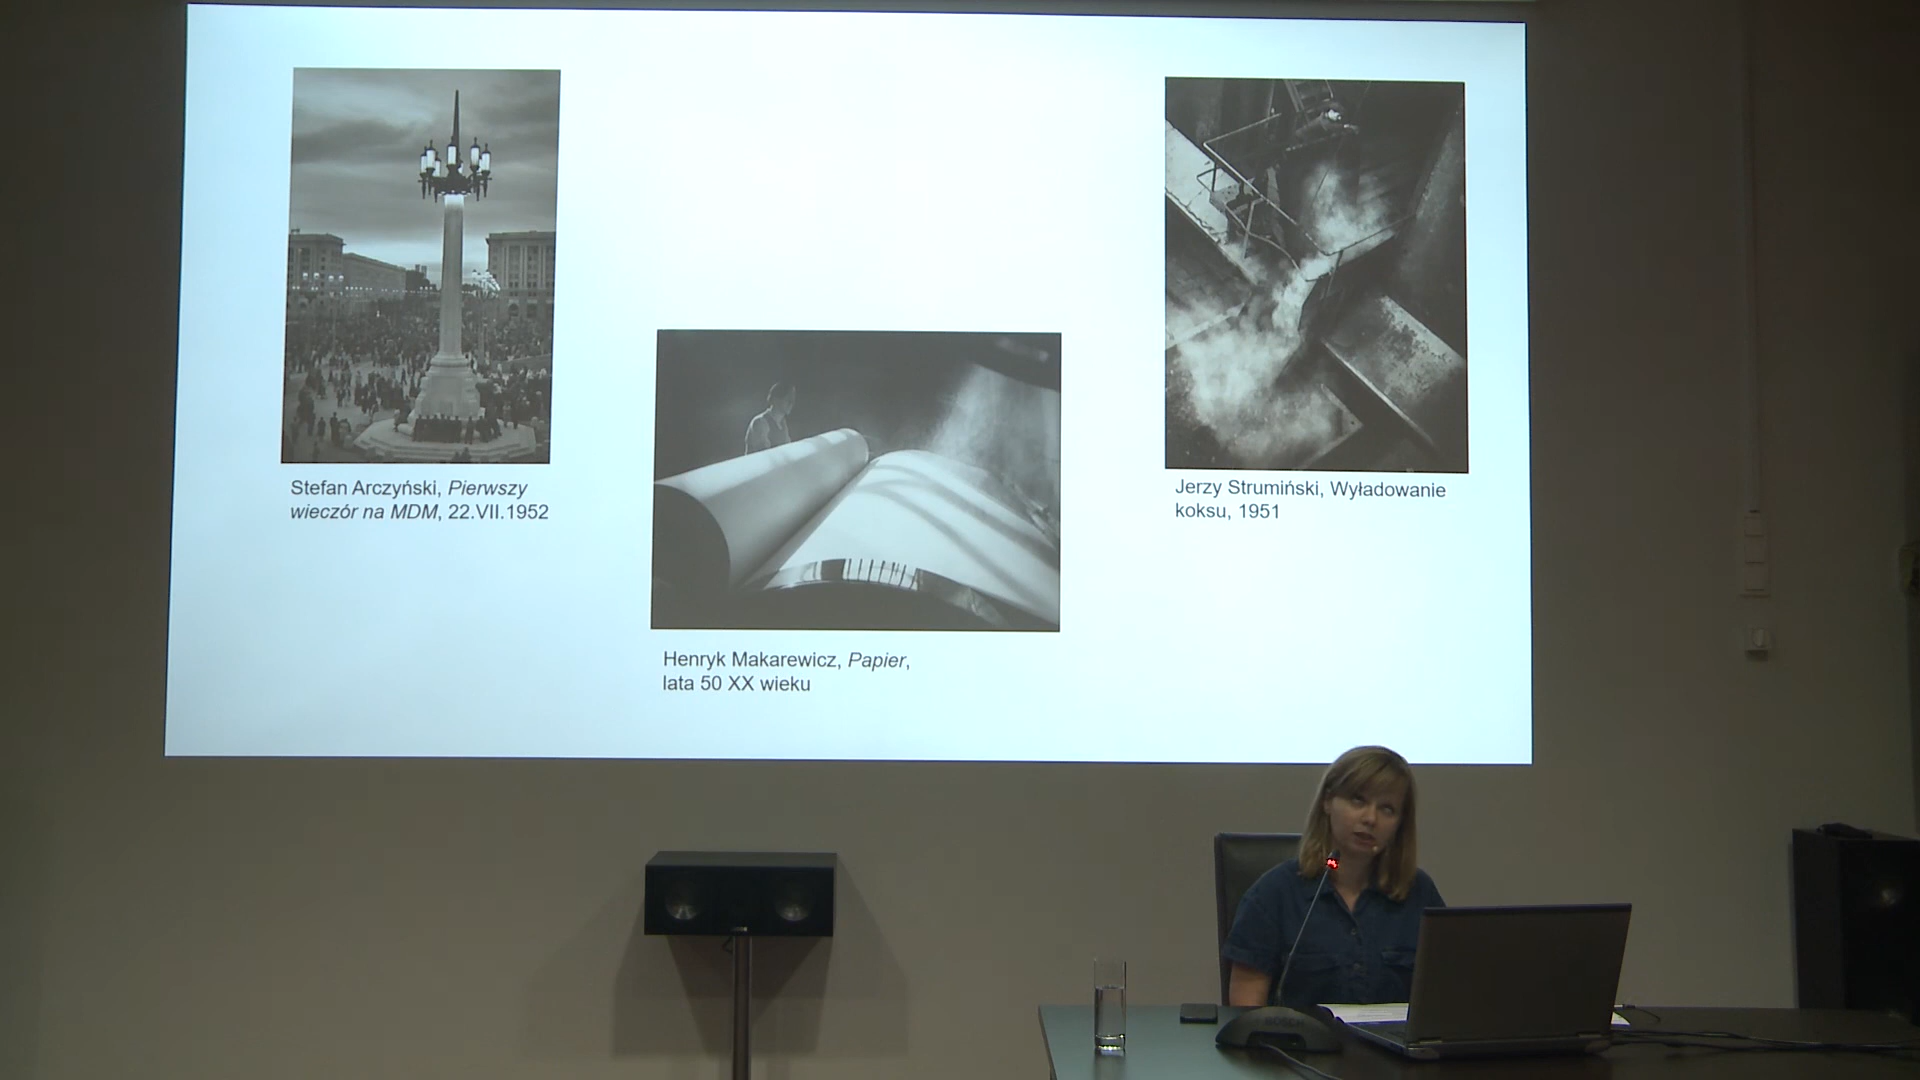 Stefan Arczyński, Pierwszy
wieczór na MDM, 22.VII.1952
Henryk Makarewicz, Papier,
lata 50 XX wieku
Jerzy Strumiński, Wyładowanie
koksu, 1951
BOSCH